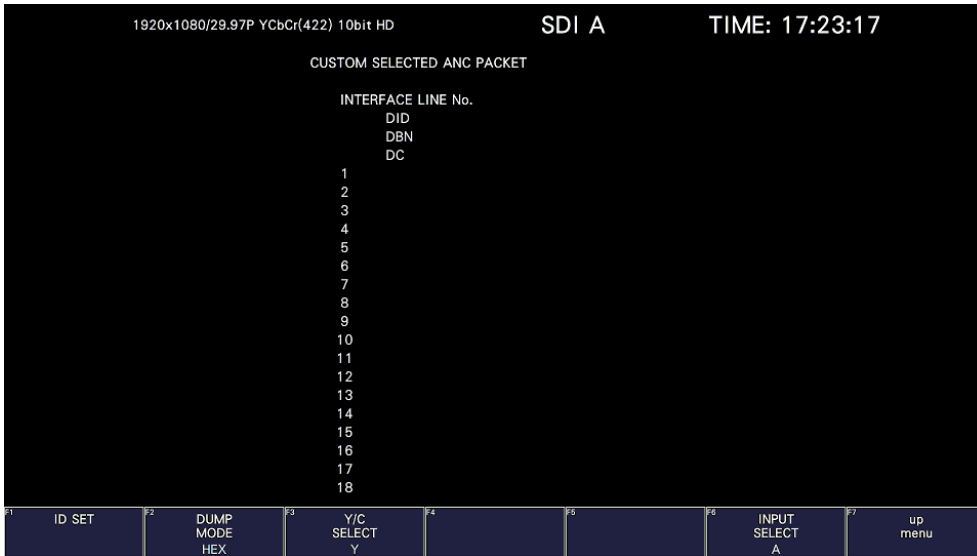 1920x1080/29.97P YCbCr(422) 10bit HD SDI A TIME: 17:23:17
CUSTOM SELECTED ANC PACKET
INTERFACE LINE No.
DID
DBN
DC
1
2
3
4
5
6
7
8
9
10
11
12
13
14
15
16
17
18
F1 ID SET
F2 DUMP MODE HEX
F3 Y/C SELECT Y
F4
F5
F6 INPUT SELECT A
F7 up menu